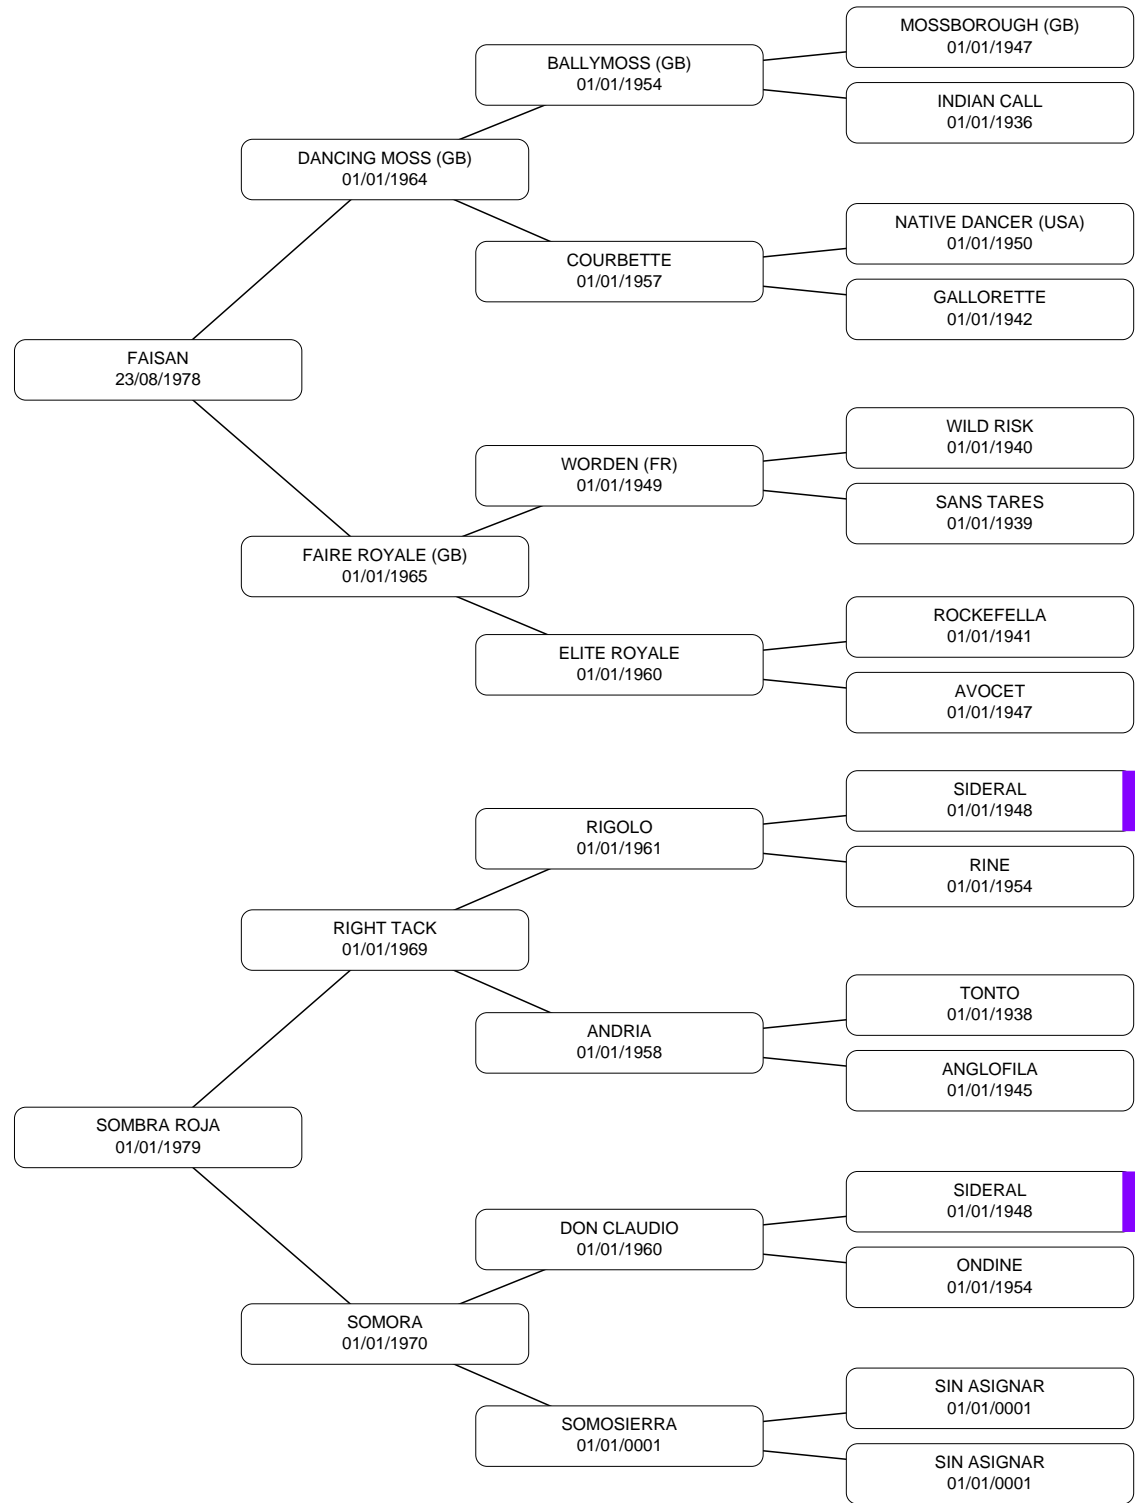 MOSSBOROUGH (GB)
01/01/1947
BALLYMOSS (GB)
01/01/1954
INDIAN CALL
01/01/1936
DANCING MOSS (GB)
01/01/1964
NATIVE DANCER (USA)
01/01/1950
COURBETTE
01/01/1957
GALLORETTE
01/01/1942
FAISAN
23/08/1978
WILD RISK
01/01/1940
WORDEN (FR)
01/01/1949
SANS TARES
01/01/1939
FAIRE ROYALE (GB)
01/01/1965
ROCKEFELLA
01/01/1941
ELITE ROYALE
01/01/1960
AVOCET
01/01/1947
SIDERAL
01/01/1948
RIGOLO
01/01/1961
RINE
01/01/1954
RIGHT TACK
01/01/1969
TONTO
01/01/1938
ANDRIA
01/01/1958
ANGLOFILA
01/01/1945
SOMBRA ROJA
01/01/1979
SIDERAL
01/01/1948
DON CLAUDIO
01/01/1960
ONDINE
01/01/1954
SOMORA
01/01/1970
SIN ASIGNAR
01/01/0001
SOMOSIERRA
01/01/0001
SIN ASIGNAR
01/01/0001